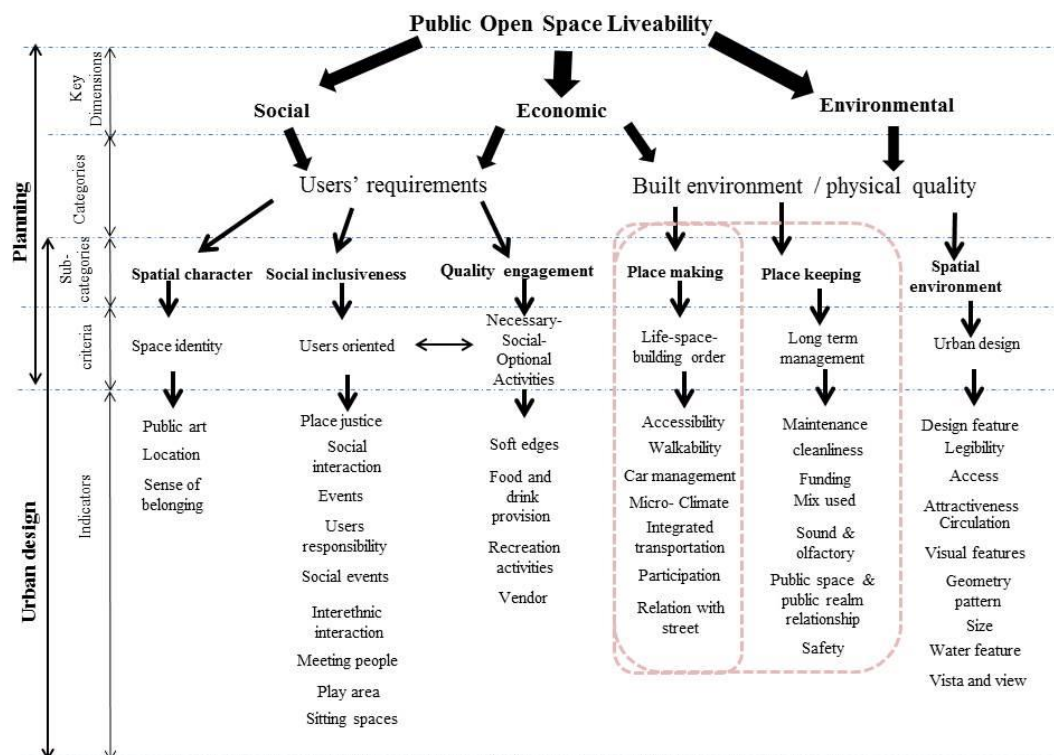 Public Open Space Liveability
Planning
Urban design
Key
Dimensions
Social
Economic
Environmental
Categories
Users' requirements
Built environment / physical quality
Sub-
categories
Spatial character
Social inclusiveness
Quality engagement
Place making
Place keeping
Spatial
environment
criteria
Space identity
Users oriented
Necessary-
Social-
Optional
Activities
Life-space-
building order
Long term
management
Urban design
Indicators
Public art
Location
Sense of
belonging
Place justice
Social
interaction
Events
Users
responsibility
Social events
Interethnic
interaction
Meeting people
Play area
Sitting spaces
Soft edges
Food and
drink
provision
Recreation
activities
Vendor
Accessibility
Walkability
Car management
Micro- Climate
Integrated
transportation
Participation
Relation with
street
Maintenance
cleanliness
Funding
Mix used
Sound &
olfactory
Public space &
public realm
relationship
Safety
Design feature
Legibility
Access
Attractiveness
Circulation
Visual features
Geometry
pattern
Size
Water feature
Vista and view